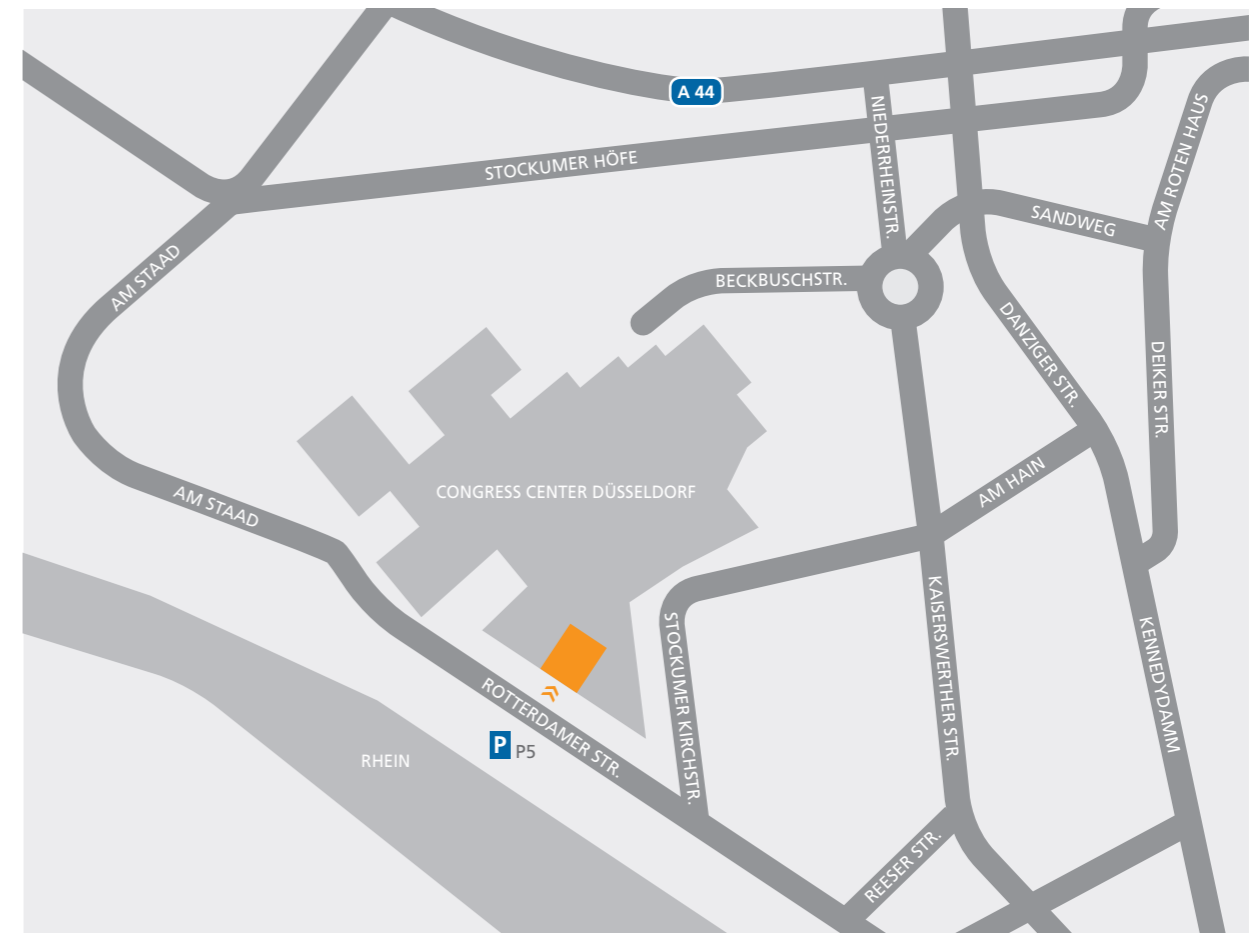 A 44
NIEDERRHEINSTR.
AM ROTEN HAUS
STOCKUMER HÖFE
SANDWEG
AM STAAD
BECKBUSCHSTR.
DANZIGER STR.
DEIKER STR.
AM STAAD
CONGRESS CENTER DÜSSELDORF
AM HAIN
STOCKUMER KIRCHSTR.
KAISERSWERTHER STR.
KENNEDYDAMM
ROTTERDAMER STR.
P P5
RHEIN
REESER STR.